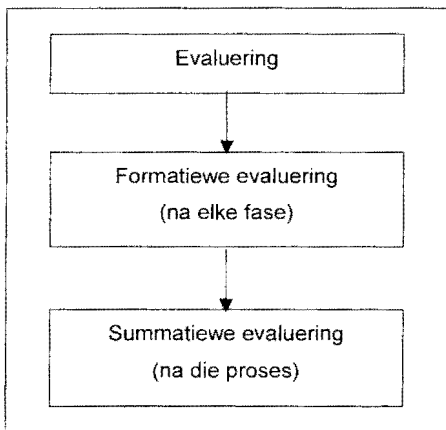 Evaluering
Formatiewe evaluering
(na elke fase)
Summatiewe evaluering
(na die proses)